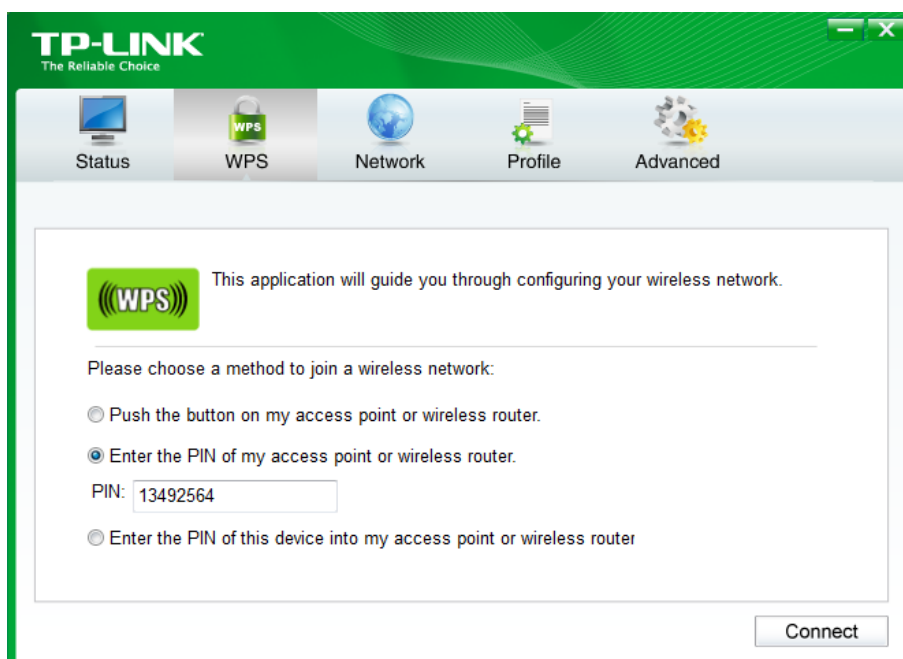 TP-LINK
The Reliable Choice
Status WPS Network Profile Advanced
WPS
WPS
This application will guide you through configuring your wireless network.
Please choose a method to join a wireless network:
Push the button on my access point or wireless router.
Enter the PIN of my access point or wireless router.
PIN: 13492564
Enter the PIN of this device into my access point or wireless router
Connect